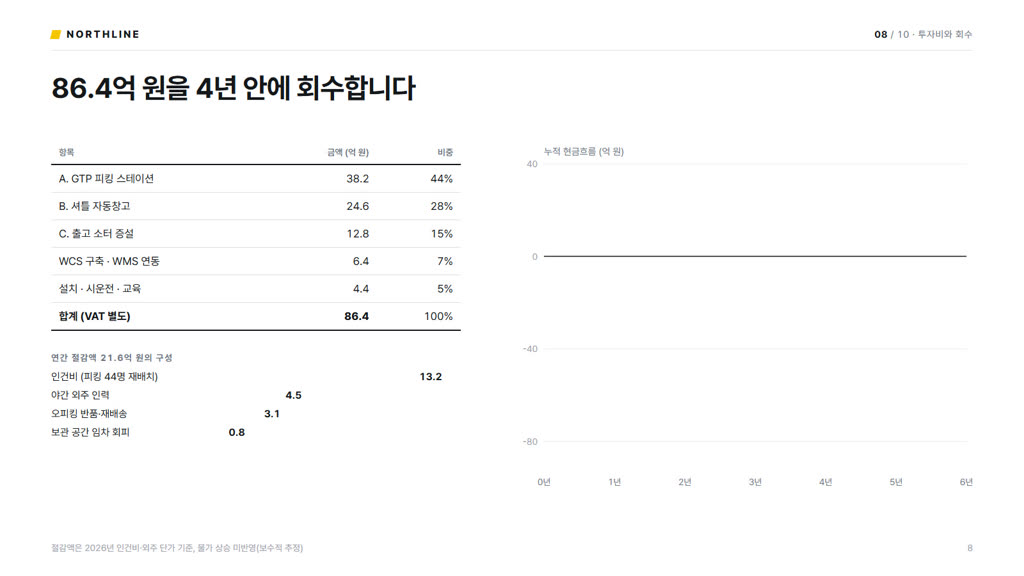 NORTHLINE
08 / 10 · 투자비와 회수
86.4억 원을 4년 안에 회수합니다
항목 금액 (억 원) 비중
A. GTP 피킹 스테이션 38.2 44%
B. 셔틀 자동창고 24.6 28%
C. 출고 소터 증설 12.8 15%
WCS 구축 · WMS 연동 6.4 7%
설치 · 시운전 · 교육 4.4 5%
합계 (VAT 별도) 86.4 100%
연간 절감액 21.6억 원의 구성
인건비 (피킹 44명 재배치) 13.2
야간 외주 인력 4.5
오피킹 반품·재배송 3.1
보관 공간 임차 회피 0.8
누적 현금흐름 (억 원)
40
0
-40
-80
0년 1년 2년 3년 4년 5년 6년
절감액은 2026년 인건비·외주 단가 기준, 물가 상승 미반영(보수적 추정)
8